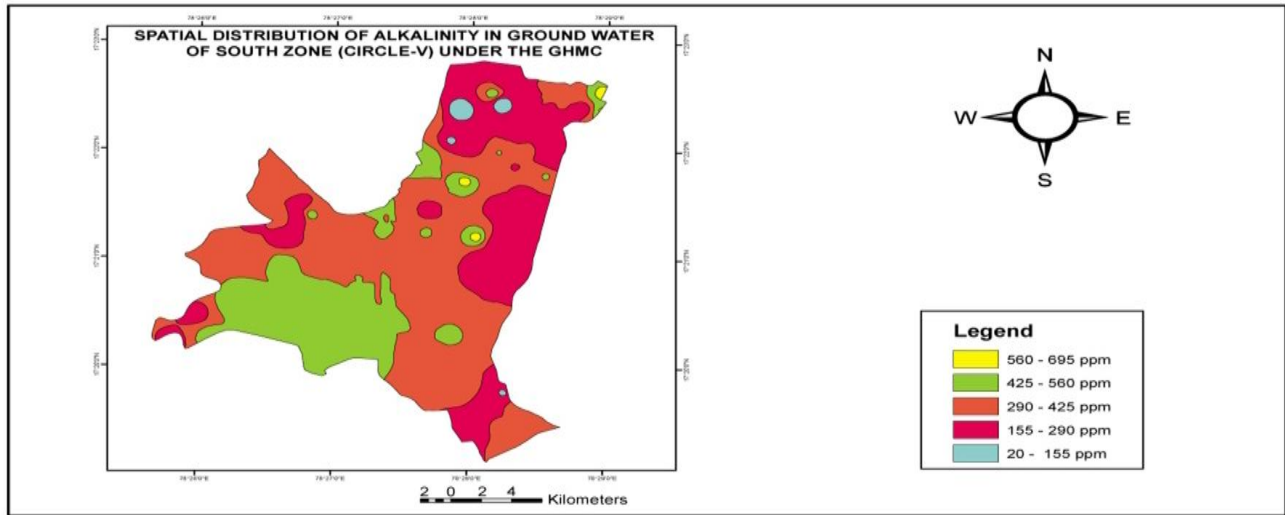 SPATIAL DISTRIBUTION OF ALKALINITY IN GROUND WATER
OF SOUTH ZONE (CIRCLE-V) UNDER THE GHMC
N
W E
S
Legend
560 - 695 ppm
425 - 560 ppm
290 - 425 ppm
155 - 290 ppm
20 - 155 ppm
2 0 2 4
Kilometers